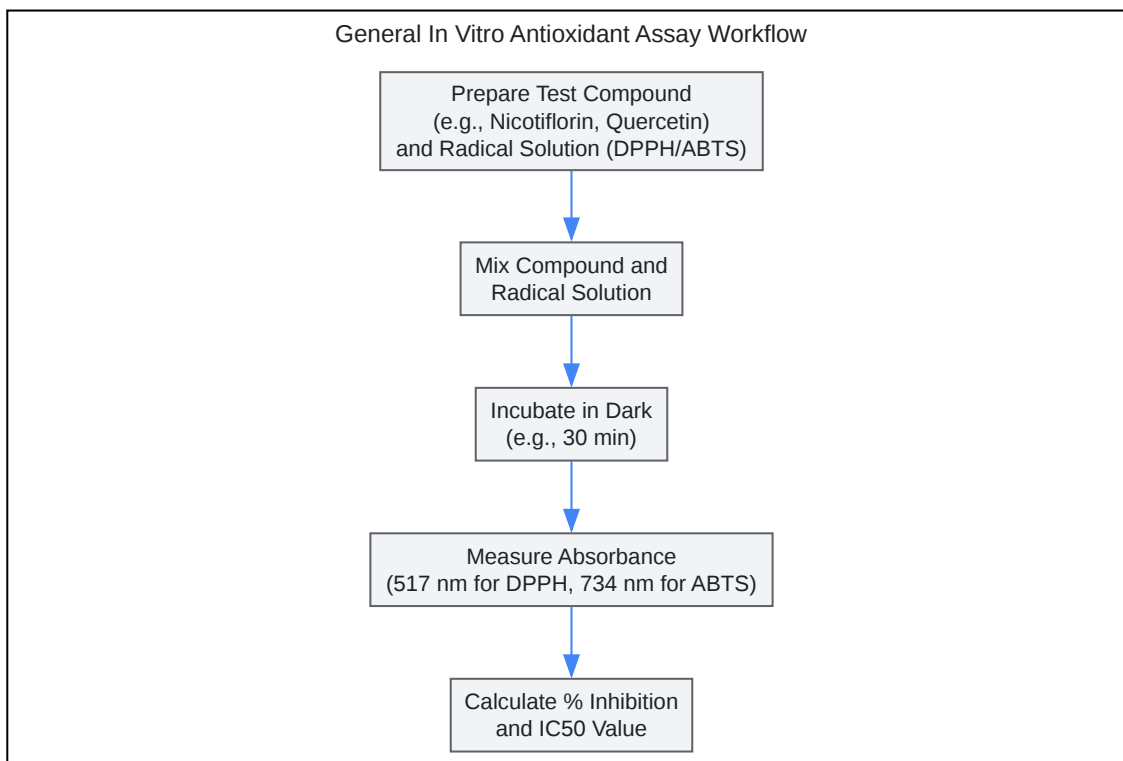 General In Vitro Antioxidant Assay Workflow
Prepare Test Compound
(e.g., Nicotiflorin, Quercetin)
and Radical Solution (DPPH/ABTS)
Mix Compound and
Radical Solution
Incubate in Dark
(e.g., 30 min)
Measure Absorbance
(517 nm for DPPH, 734 nm for ABTS)
Calculate % Inhibition
and IC50 Value